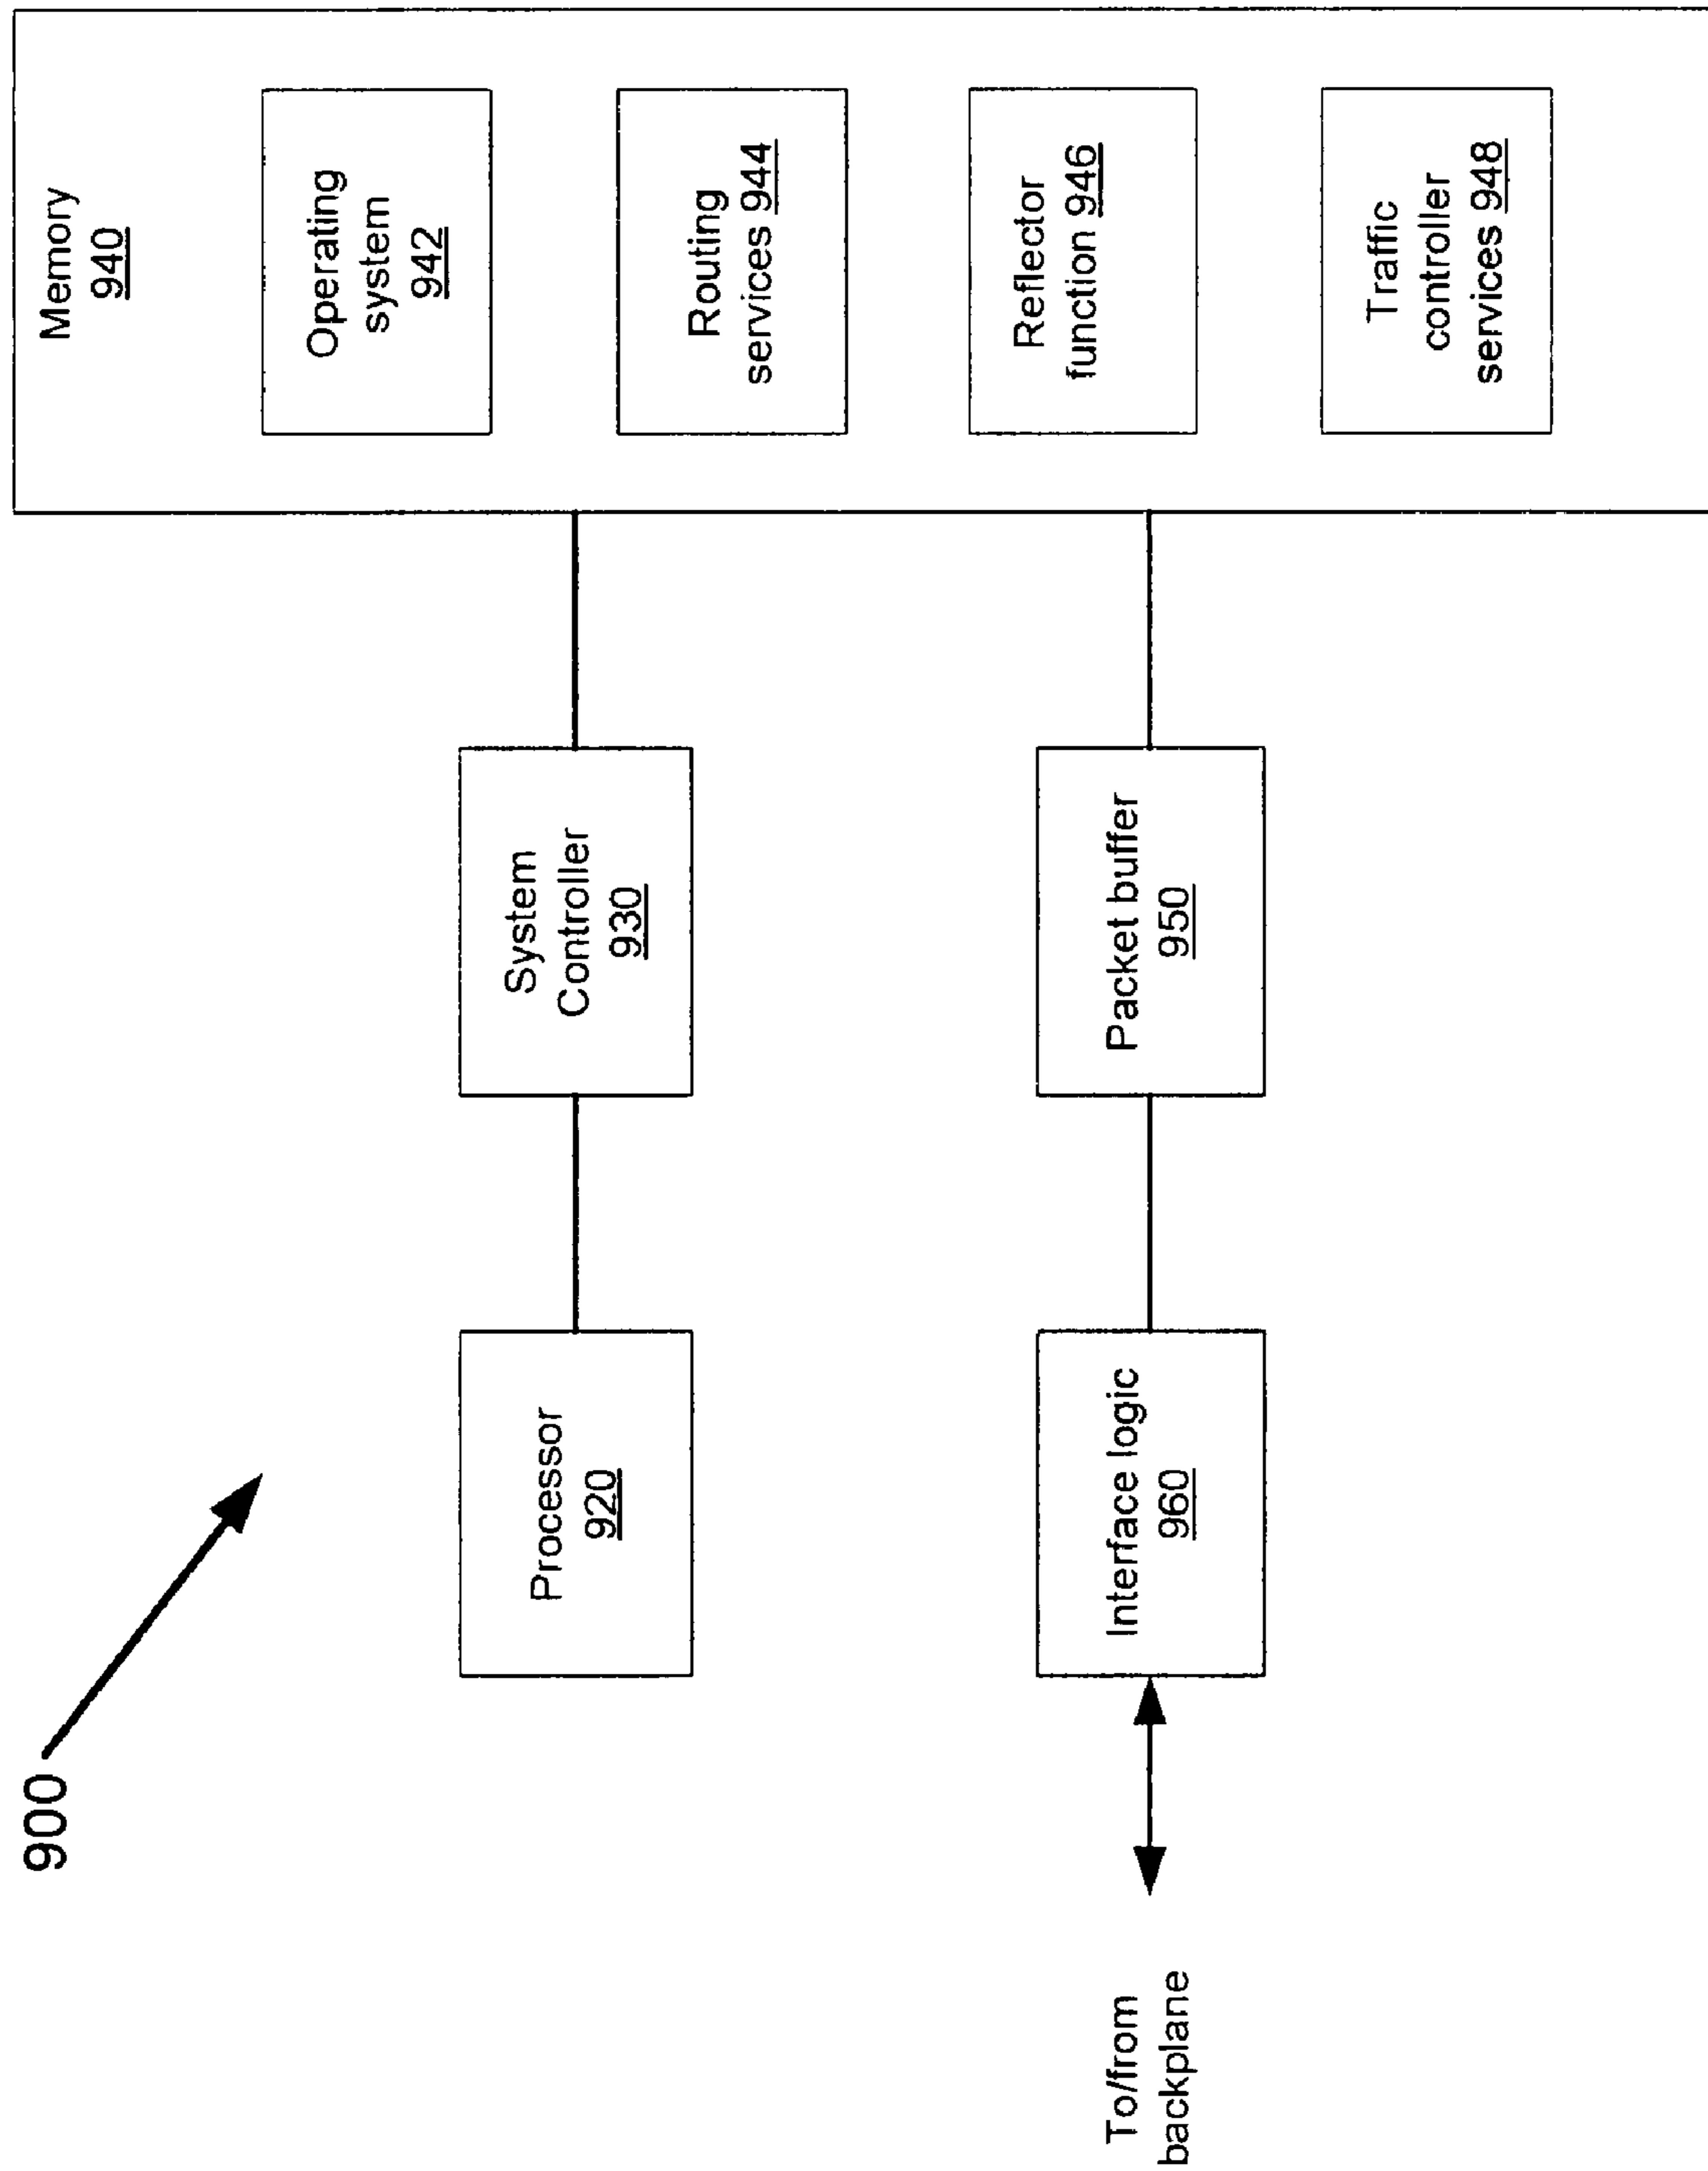 900
Memory
940
Operating
system
942
Routing
services 944
Reflector
function 946
Traffic
controller
services 948
System
Controller
930
Processor
920
Packet buffer
950
Interface logic
960
To/from
backplane